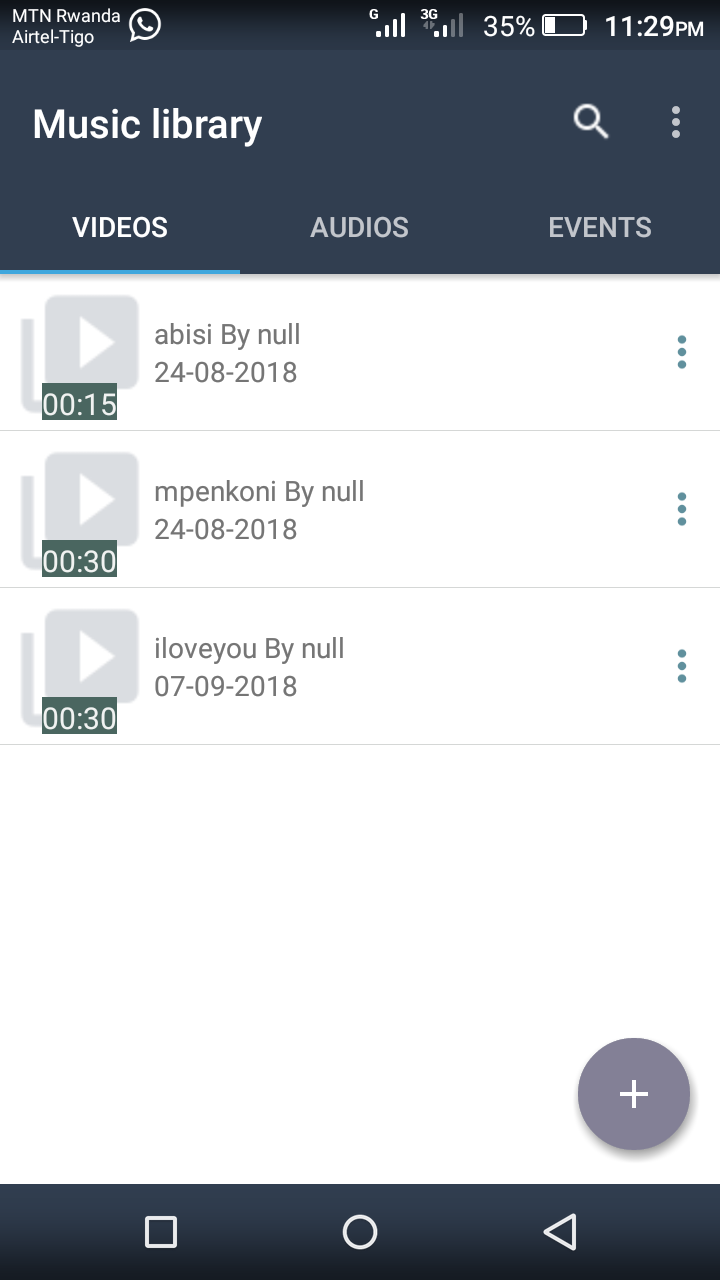 MTN Rwanda
Airtel-Tigo
G 3G 35% 11:29PM
Music library
VIDEOS AUDIOS EVENTS
abisi By null
24-08-2018
00:15
mpenkoni By null
24-08-2018
00:30
iloveyou By null
07-09-2018
00:30